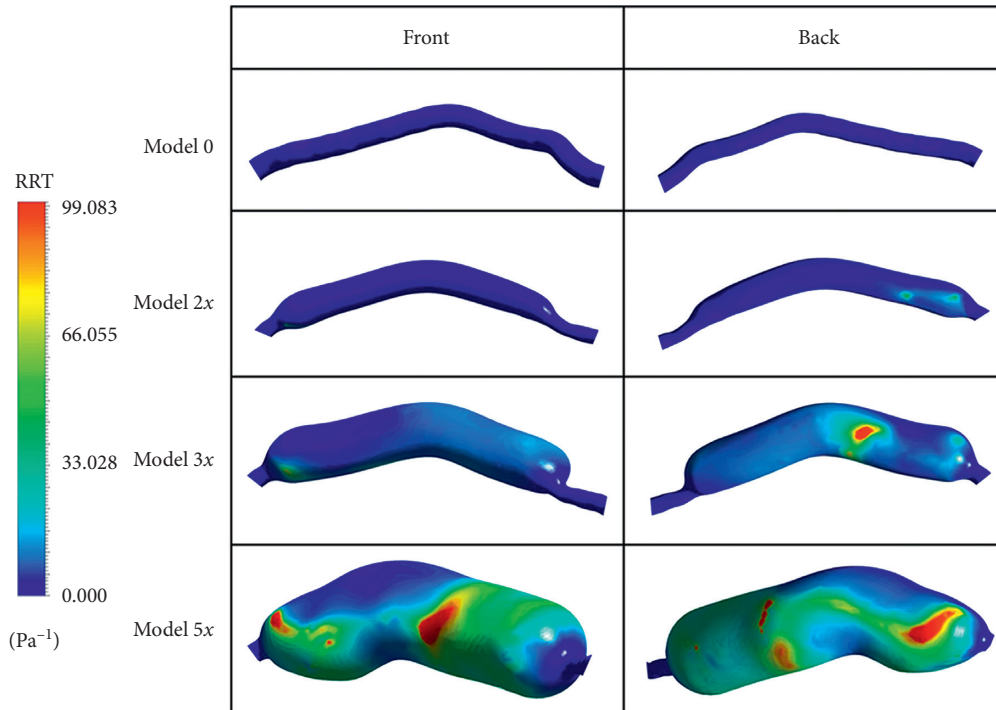 Front
Back
Model 0
RRT
99.083
Model 2x
66.055
Model 3x
33.028
0.000
Model 5x
(Pa⁻¹)